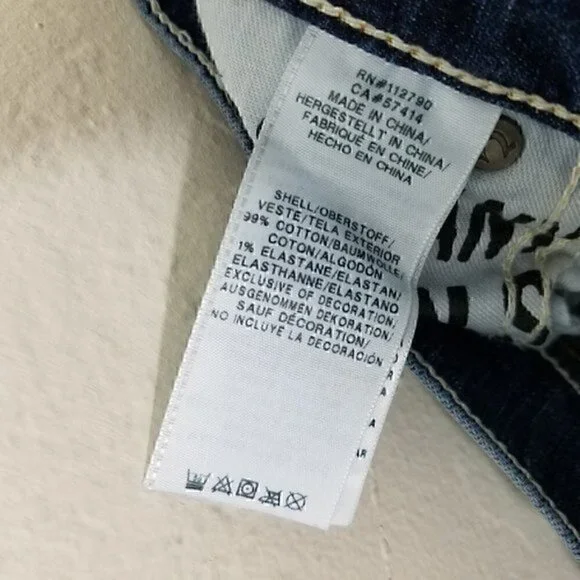 RN#112790
CA#57414
MADE IN CHINA/
HERGESTELLT IN CHINA/
FABRIQUÉ EN CHINE/
HECHO EN CHINA
SHELL/OBERSTOFF/
VESTE/TELA EXTERIOR
99% COTTON/BAUMWOLLE/
COTON/ALGODÓN
1% ELASTANE/ELASTAN/
ELASTHANNE/ELASTANO
EXCLUSIVE OF DECORATION/
AUSGENOMMEN DEKORATION/
SAUF DÉCORATION/
NO INCLUYE LA DECORACIÓN